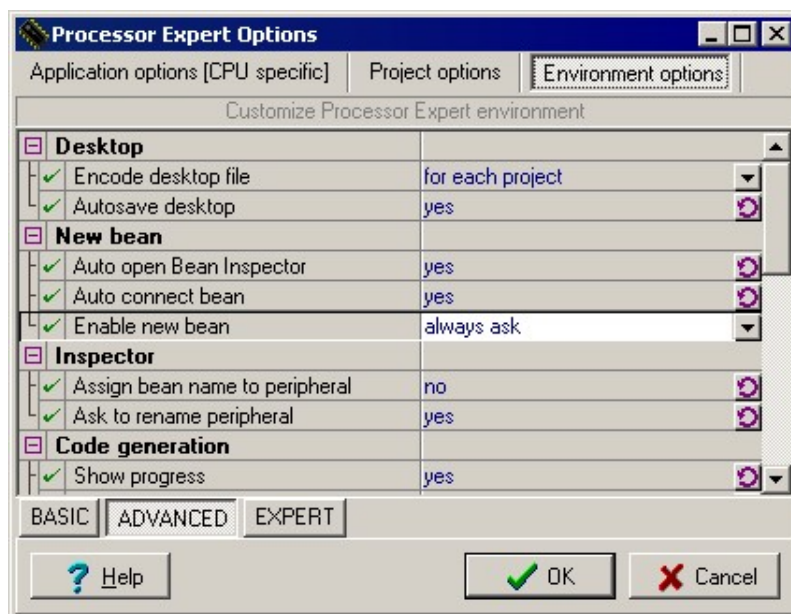 Processor Expert Options
Application options [CPU specific] Project options Environment options
Customize Processor Expert environment
Desktop
Encode desktop file for each project
Autosave desktop yes
New bean
Auto open Bean Inspector yes
Auto connect bean yes
Enable new bean always ask
Inspector
Assign bean name to peripheral no
Ask to rename peripheral yes
Code generation
Show progress yes
BASIC ADVANCED EXPERT
? Help OK Cancel